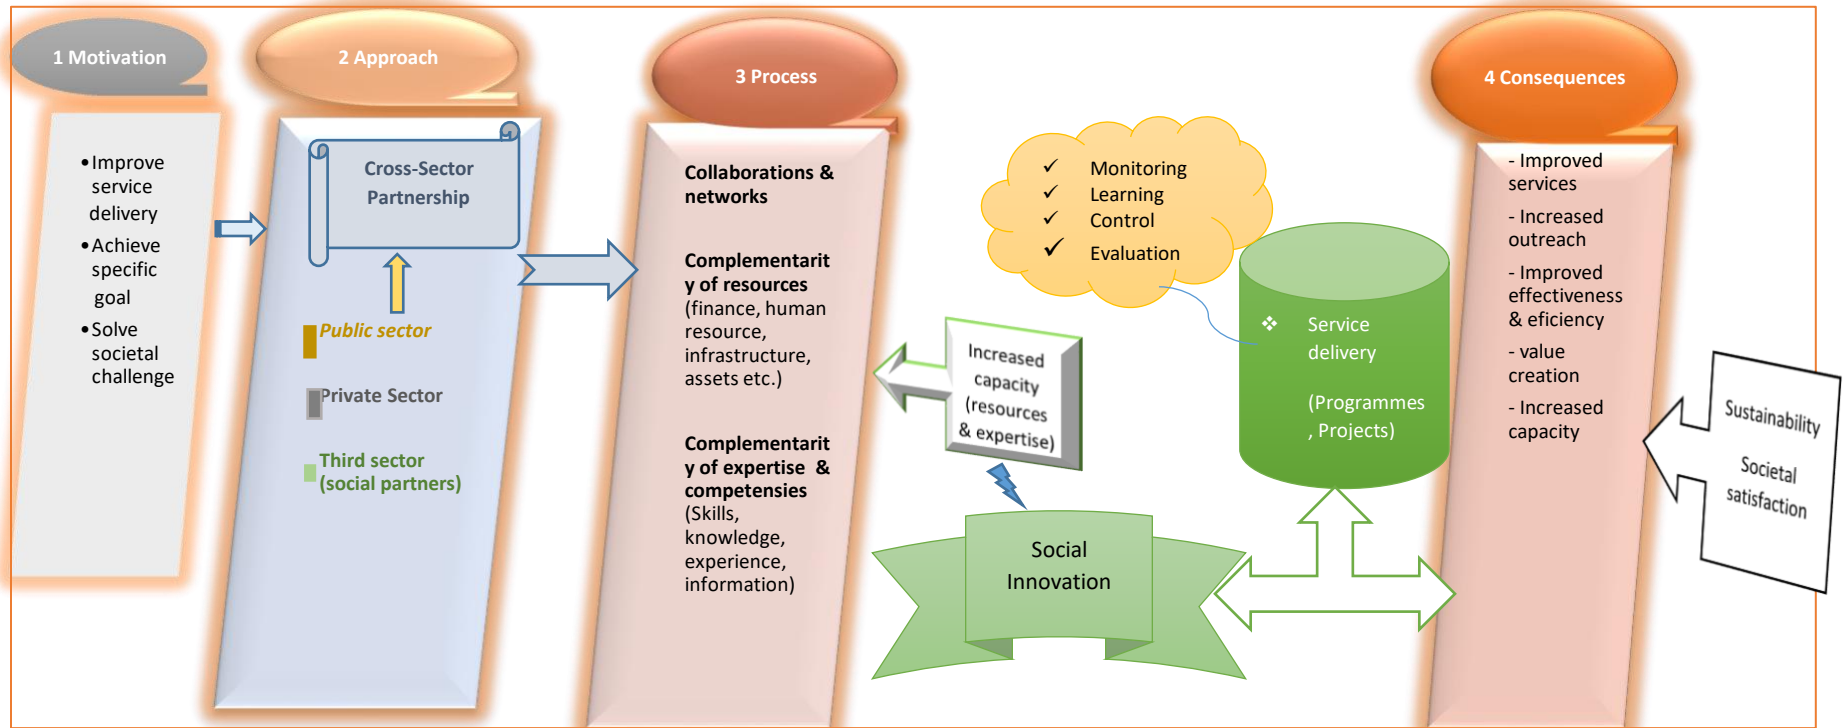 1 Motivation
•Improve
service
delivery
•Achieve
specific
goal
•Solve
societal
challenge
2 Approach
Cross-Sector
Partnership
Public sector
Private Sector
Third sector
(social partners)
3 Process
Collaborations &
networks
Complementarit
y of resources
(finance, human
resource,
infrastructure,
assets etc.)
Complementarit
y of expertise &
competensies
(Skills,
knowledge,
experience,
information)
✓ Monitoring
✓ Learning
✓ Control
✓ Evaluation
Increased
capacity
(resources
& expertise)
Social
Innovation
❖ Service
delivery
(Programmes
, Projects)
4 Consequences
- Improved
services
- Increased
outreach
- Improved
effectiveness
& eficiency
- value
creation
- Increased
capacity
Sustainability
Societal
satisfaction